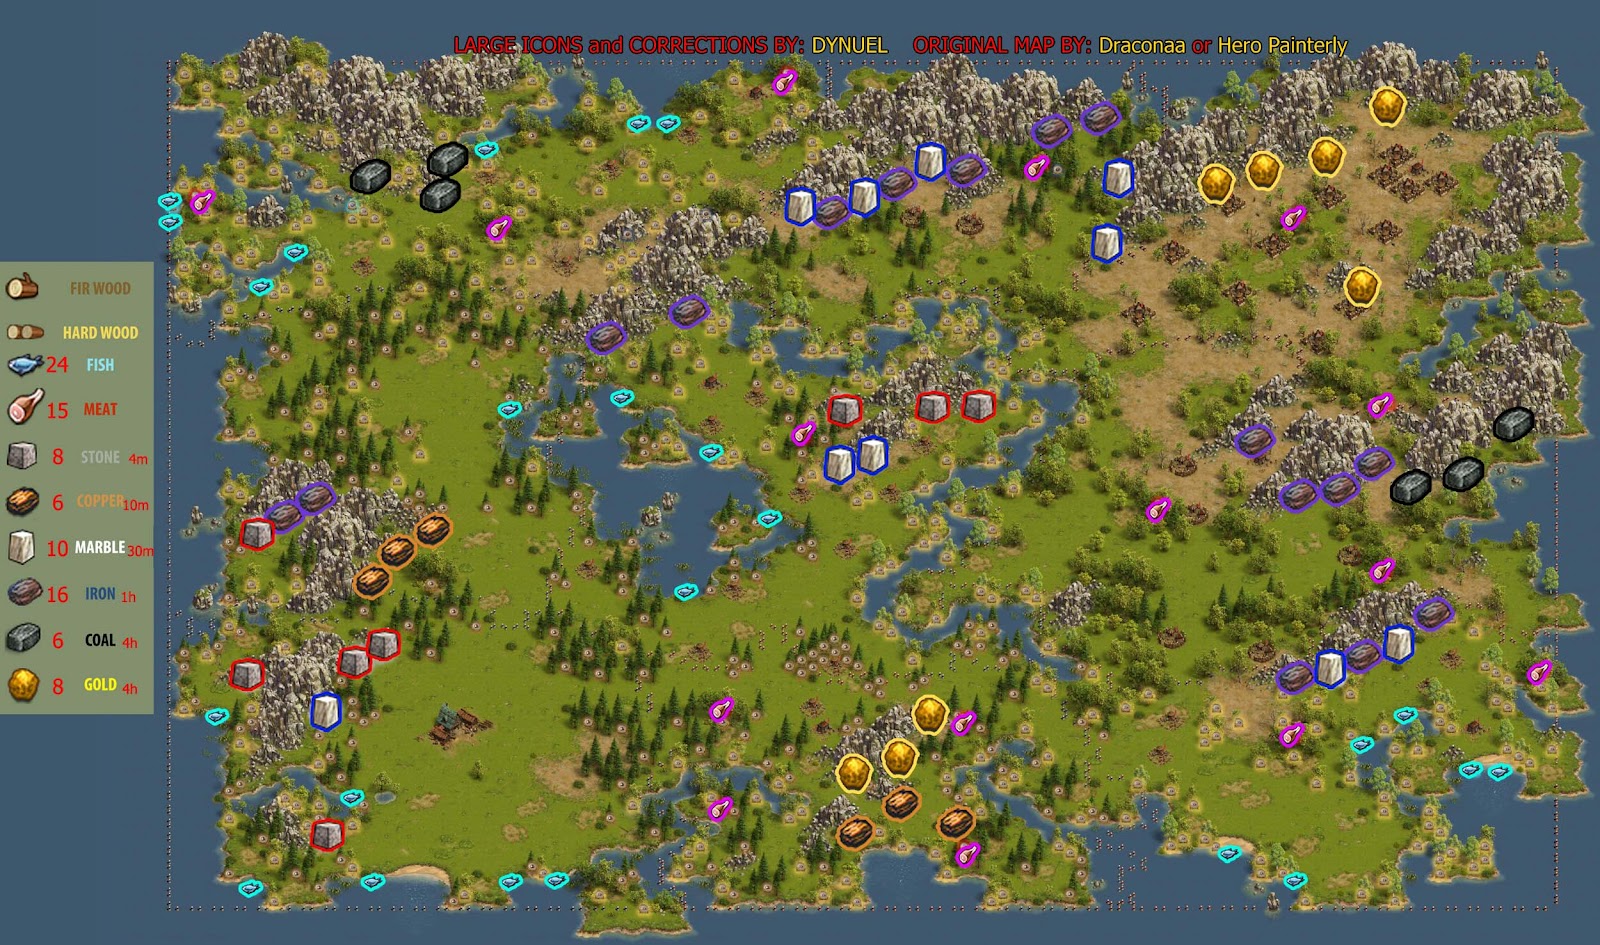 LARGE ICONS and CORRECTIONS BY: DYNUEL ORIGINAL MAP BY: Draconaa or Hero Painterly
FIR WOOD
HARD WOOD
24 FISH
15 MEAT
8 STONE 4m
6 COPPER 10m
10 MARBLE 30m
16 IRON 1h
6 COAL 4h
8 GOLD 4h